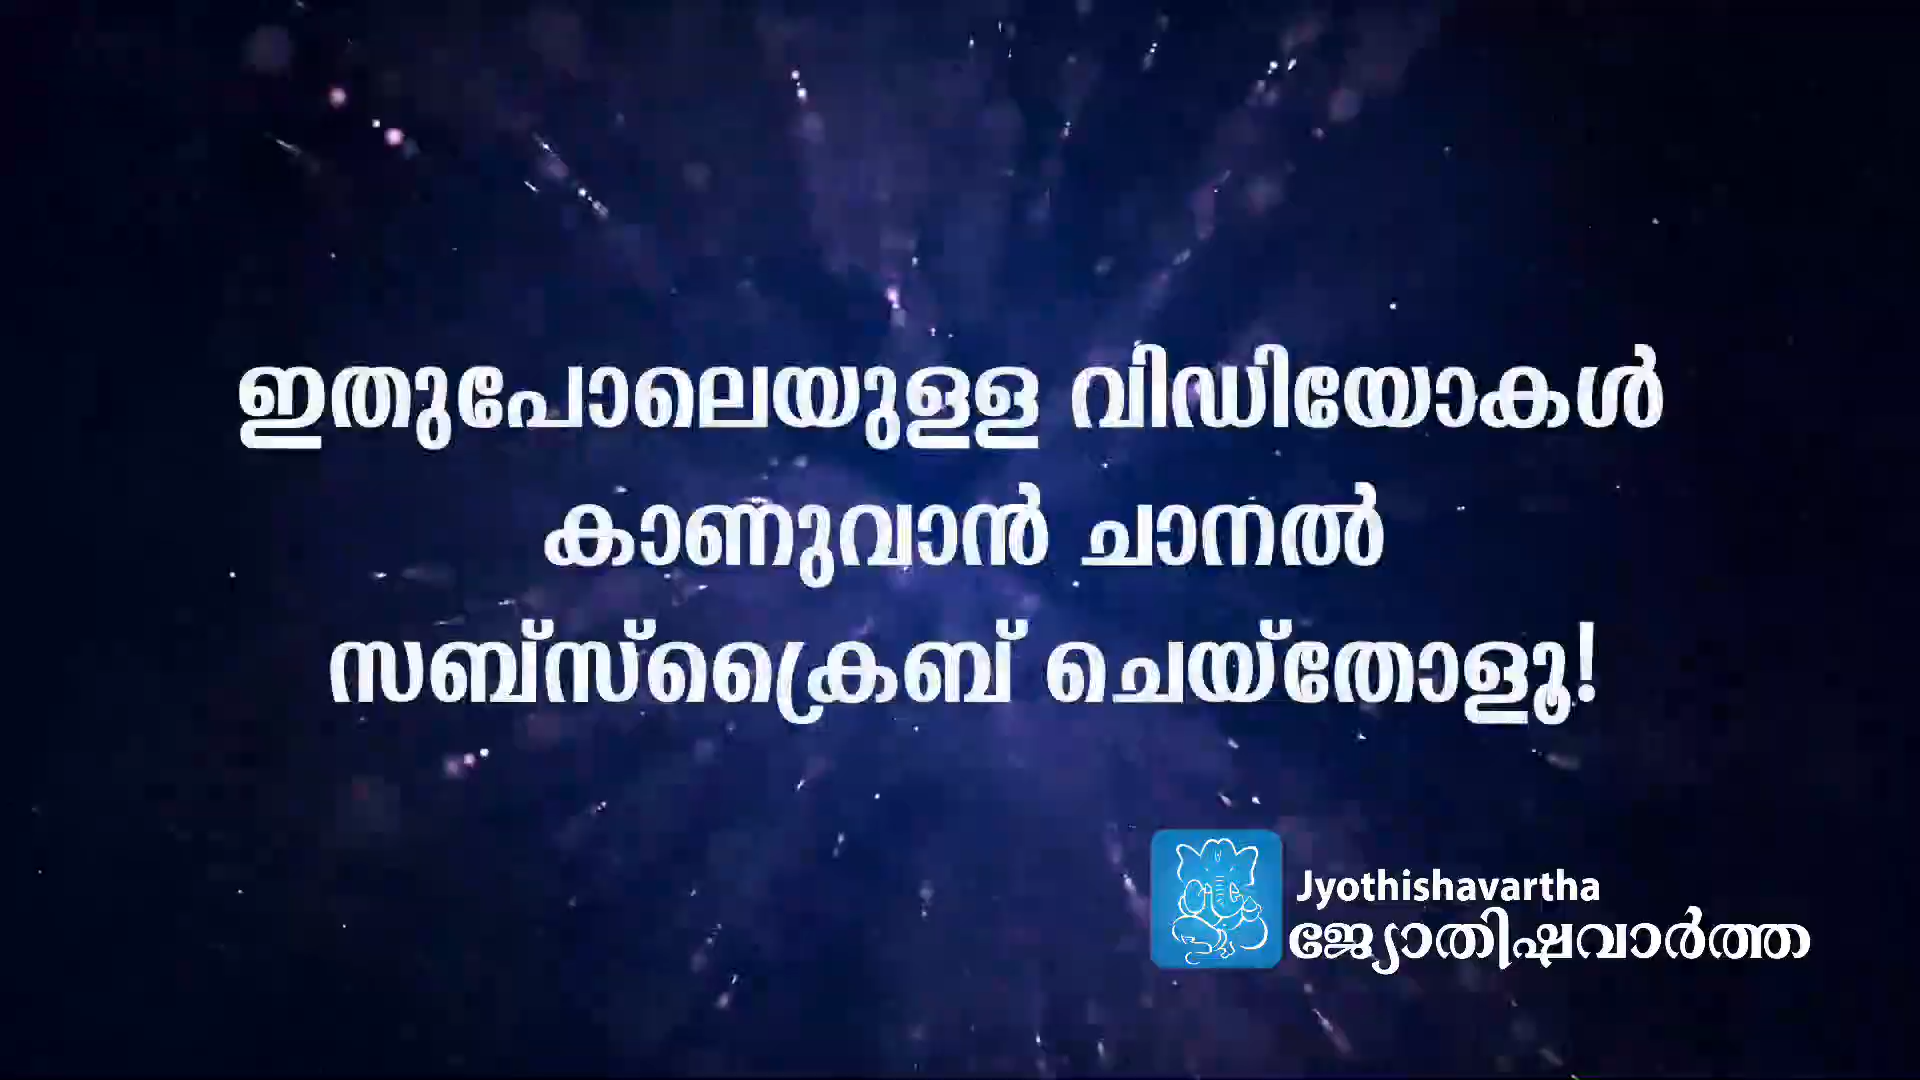 ഇതുപോലെയുള്ള വിഡിയോകൾ
കാണുവാൻ ചാനൽ
സബ്സ്ക്രൈബ് ചെയ്തോളൂ!
Jyothishavartha
ജ്യോതിഷവാർത്ത